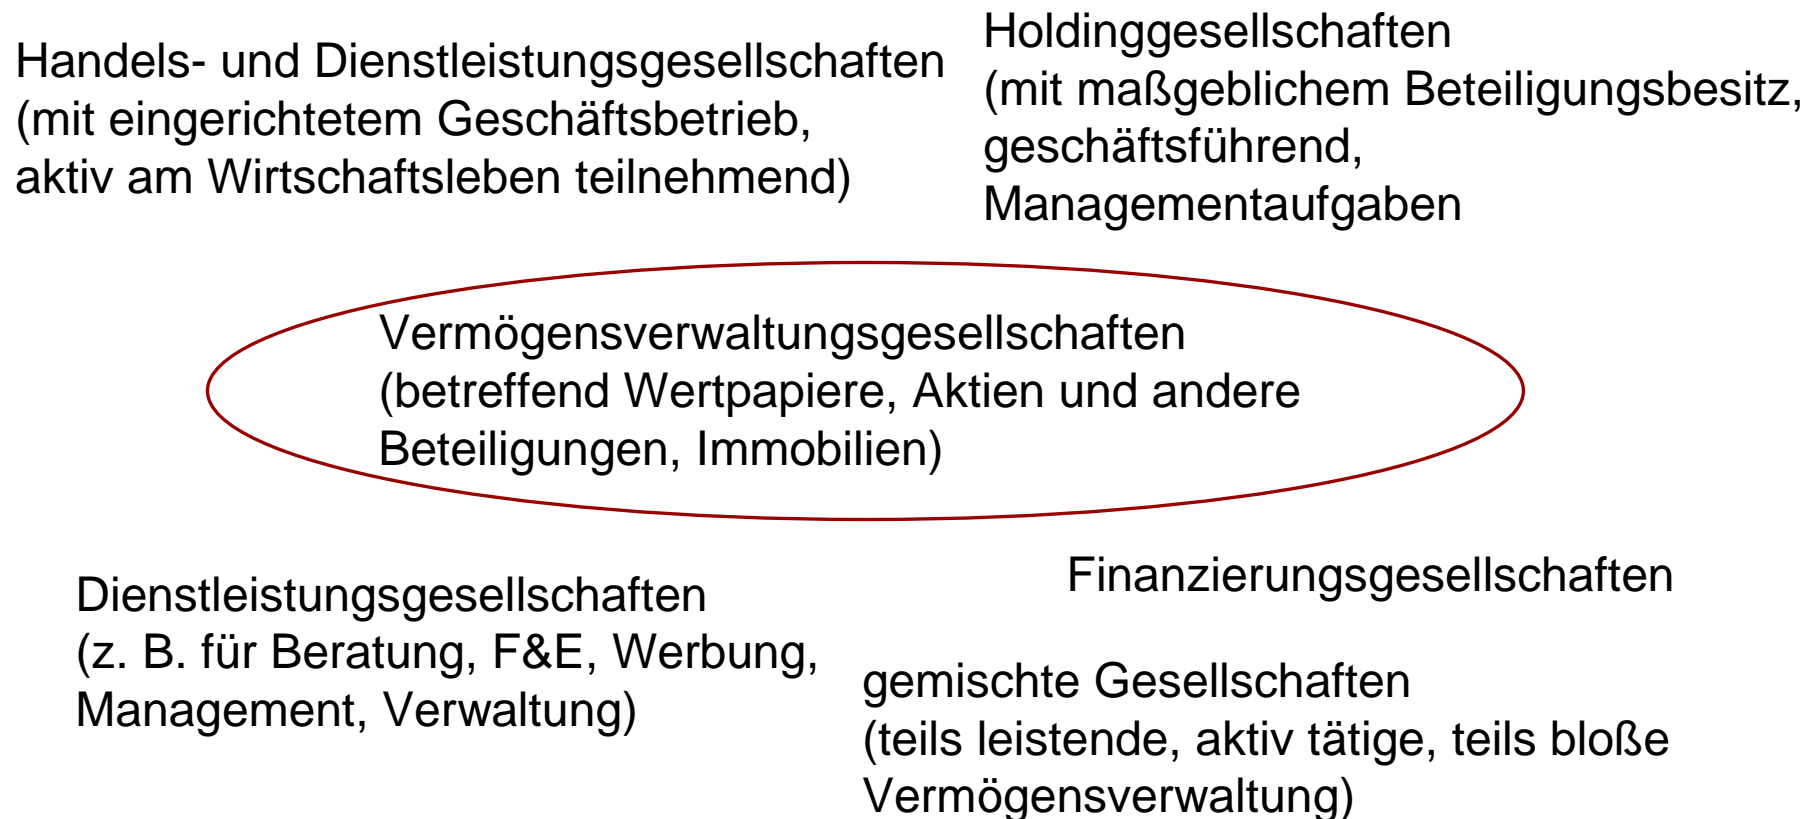 Handels- und Dienstleistungsgesellschaften
(mit eingerichtetem Geschäftsbetrieb,
aktiv am Wirtschaftsleben teilnehmend)
Holdinggesellschaften
(mit maßgeblichem Beteiligungsbesitz,
geschäftsführend,
Managementaufgaben
Vermögensverwaltungsgesellschaften
(betreffend Wertpapiere, Aktien und andere
Beteiligungen, Immobilien)
Dienstleistungsgesellschaften
(z. B. für Beratung, F&E, Werbung,
Management, Verwaltung)
Finanzierungsgesellschaften
gemischte Gesellschaften
(teils leistende, aktiv tätige, teils bloße
Vermögensverwaltung)